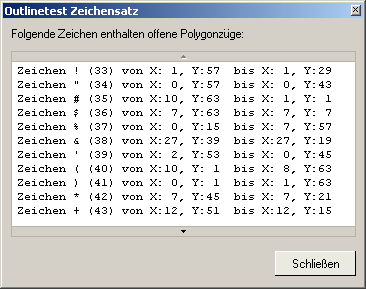 Outlinetest Zeichensatz
Folgende Zeichen enthalten offene Polygonzüge:
Zeichen ! (33) von X: 1, Y:57 bis X: 1, Y:29
Zeichen " (34) von X: 0, Y:57 bis X: 0, Y:43
Zeichen # (35) von X:10, Y:63 bis X: 1, Y: 1
Zeichen $ (36) von X: 7, Y:63 bis X: 7, Y: 7
Zeichen % (37) von X: 0, Y:15 bis X: 7, Y:57
Zeichen & (38) von X:27, Y:39 bis X:27, Y:19
Zeichen ' (39) von X: 2, Y:53 bis X: 0, Y:45
Zeichen ( (40) von X:10, Y: 1 bis X: 8, Y:63
Zeichen ) (41) von X: 0, Y: 1 bis X: 1, Y:63
Zeichen * (42) von X: 7, Y:45 bis X: 7, Y:21
Zeichen + (43) von X:12, Y:51 bis X:12, Y:15
Schließen